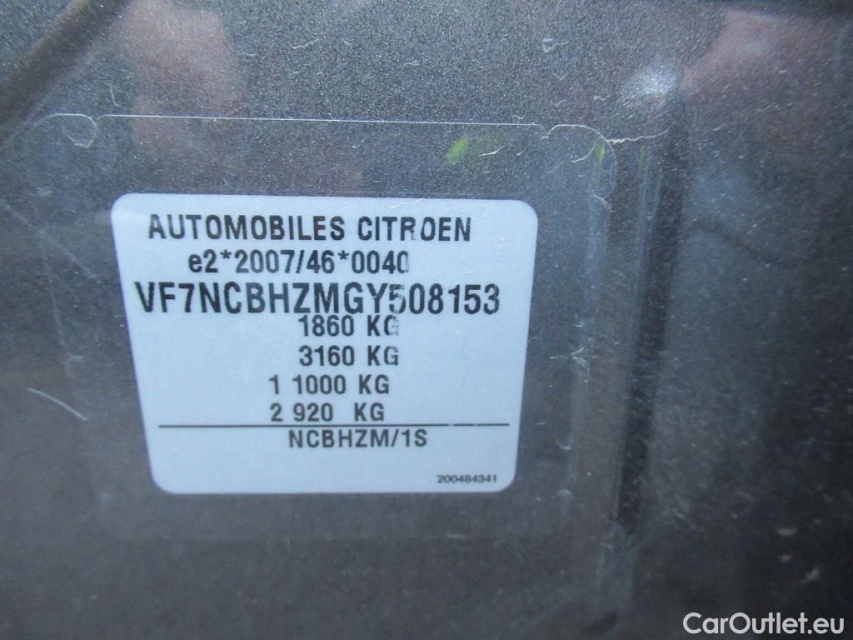 AUTOMOBILES CITROEN
e2*2007/46*0040
VF7NCBHZMGY508153
1860 KG
3160 KG
1 1000 KG
2 920 KG
NCBHZM/1S
200484341
CarOutlet.eu